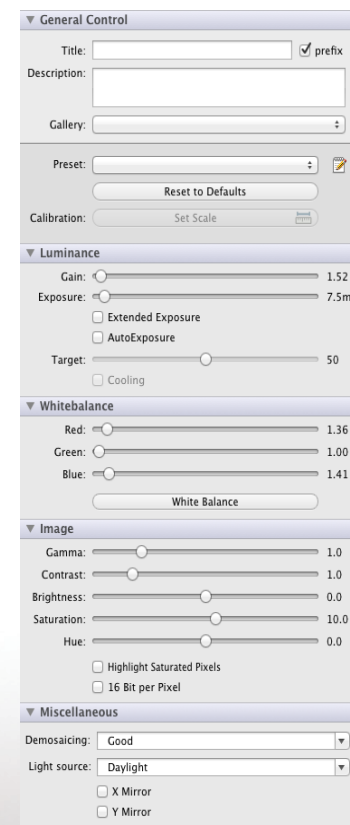 General Control
Title: prefix
Description:
Gallery:
Preset:
Reset to Defaults
Calibration: Set Scale
Luminance
Gain: 1.52
Exposure: 7.5m
Extended Exposure
AutoExposure
Target: 50
Cooling
Whitebalance
Red: 1.36
Green: 1.00
Blue: 1.41
White Balance
Image
Gamma: 1.0
Contrast: 1.0
Brightness: 0.0
Saturation: 10.0
Hue: 0.0
Highlight Saturated Pixels
16 Bit per Pixel
Miscellaneous
Demosaicing: Good
Light source: Daylight
X Mirror
Y Mirror